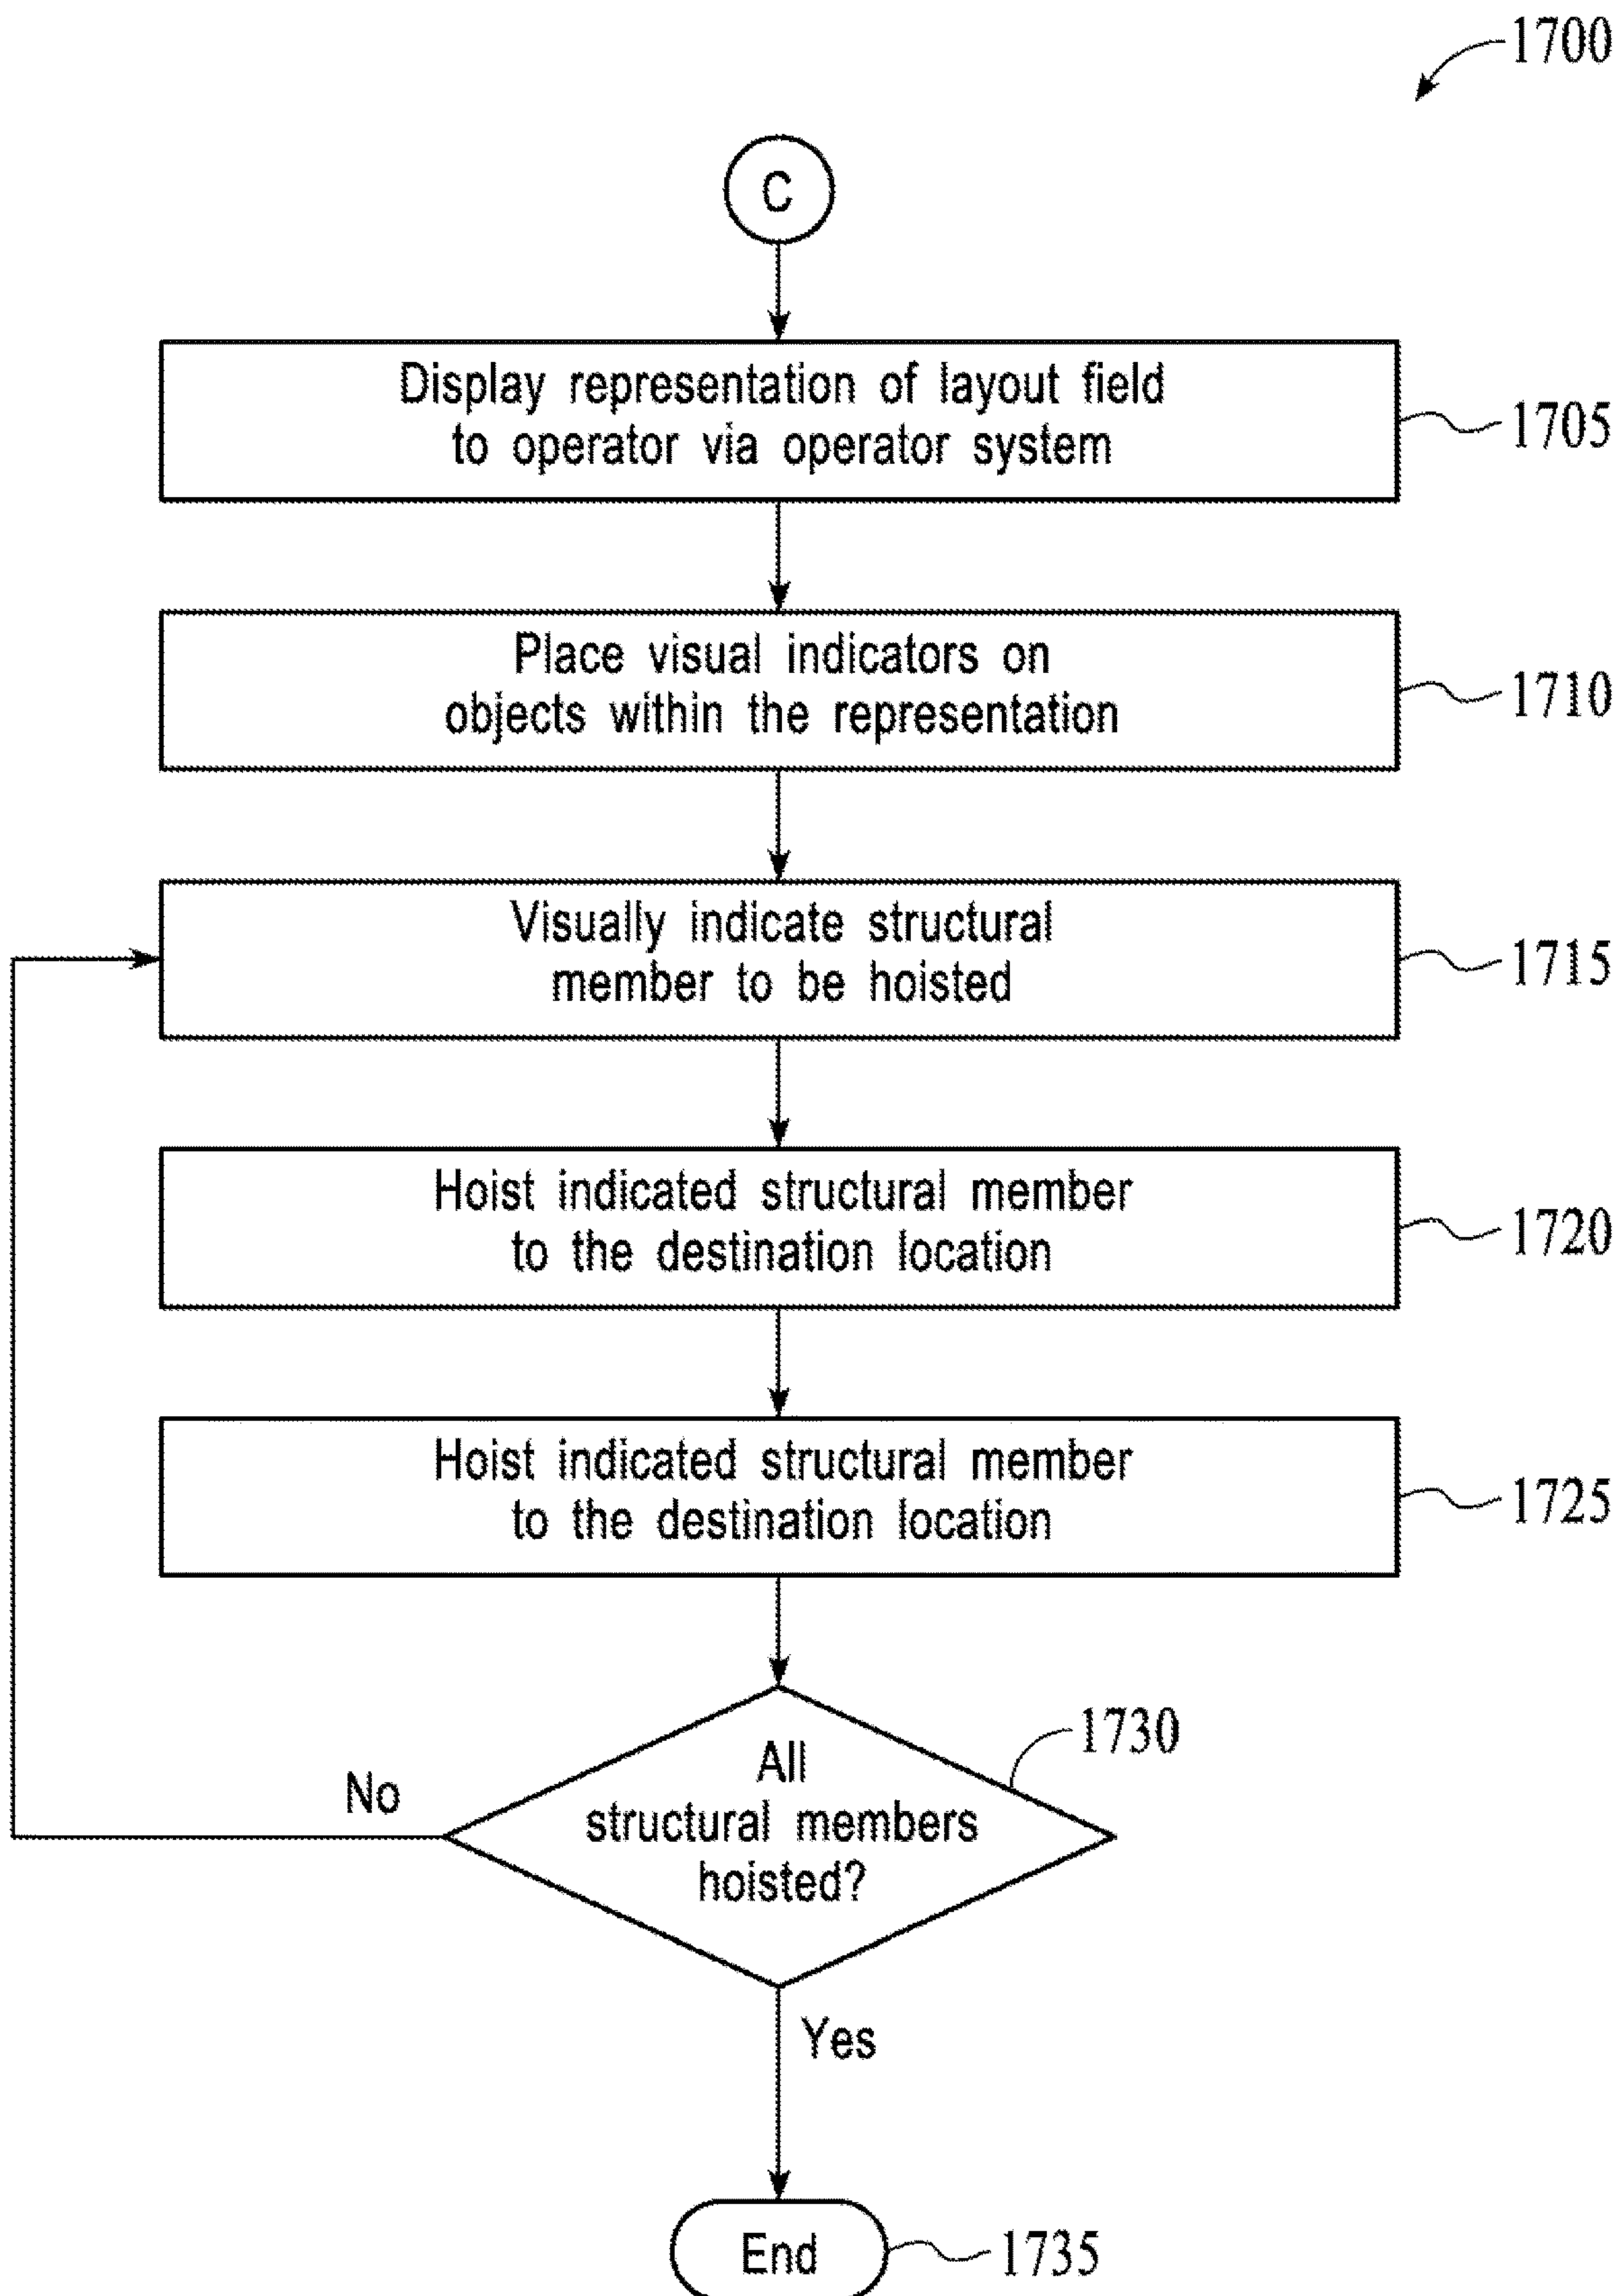 1700
C
Display representation of layout field
to operator via operator system
1705
Place visual indicators on
objects within the representation
1710
Visually indicate structural
member to be hoisted
1715
Hoist indicated structural member
to the destination location
1720
Hoist indicated structural member
to the destination location
1725
1730
All
structural members
hoisted?
No
Yes
End
1735